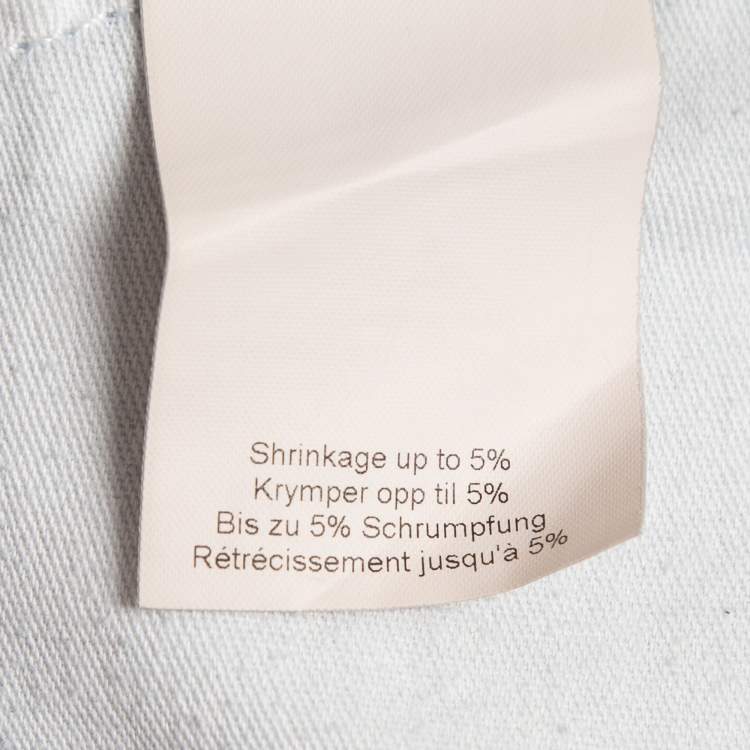 Shrinkage up to 5%
Krymper opp til 5%
Bis zu 5% Schrumpfung
Rétrécissement jusqu'à 5%